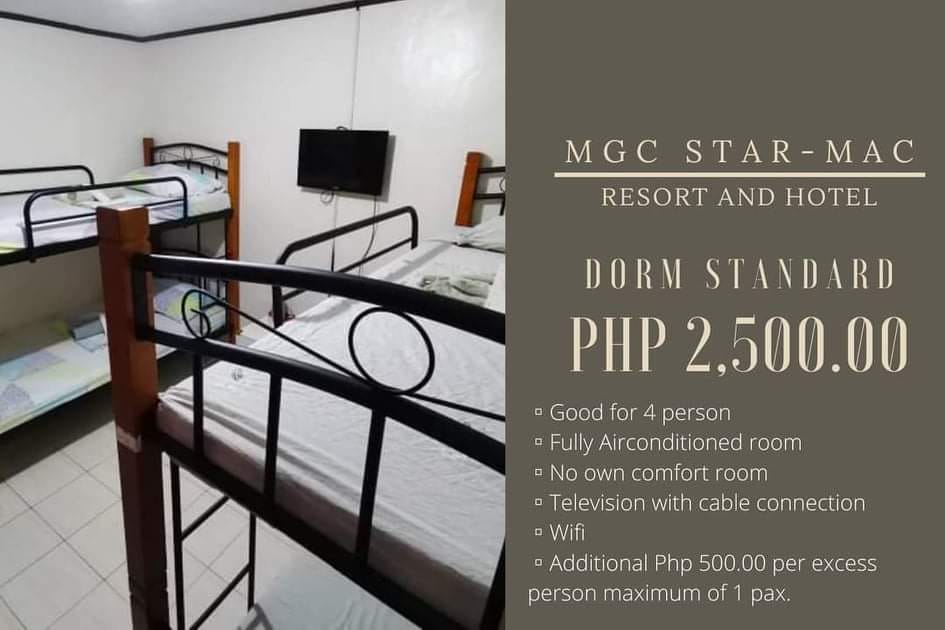 MGC STAR-MAC
RESORT AND HOTEL
DORM STANDARD
PHP 2,500.00
▫ Good for 4 person
▫ Fully Airconditioned room
▫ No own comfort room
▫ Television with cable connection
▫ Wifi
▫ Additional Php 500.00 per excess
person maximum of 1 pax.